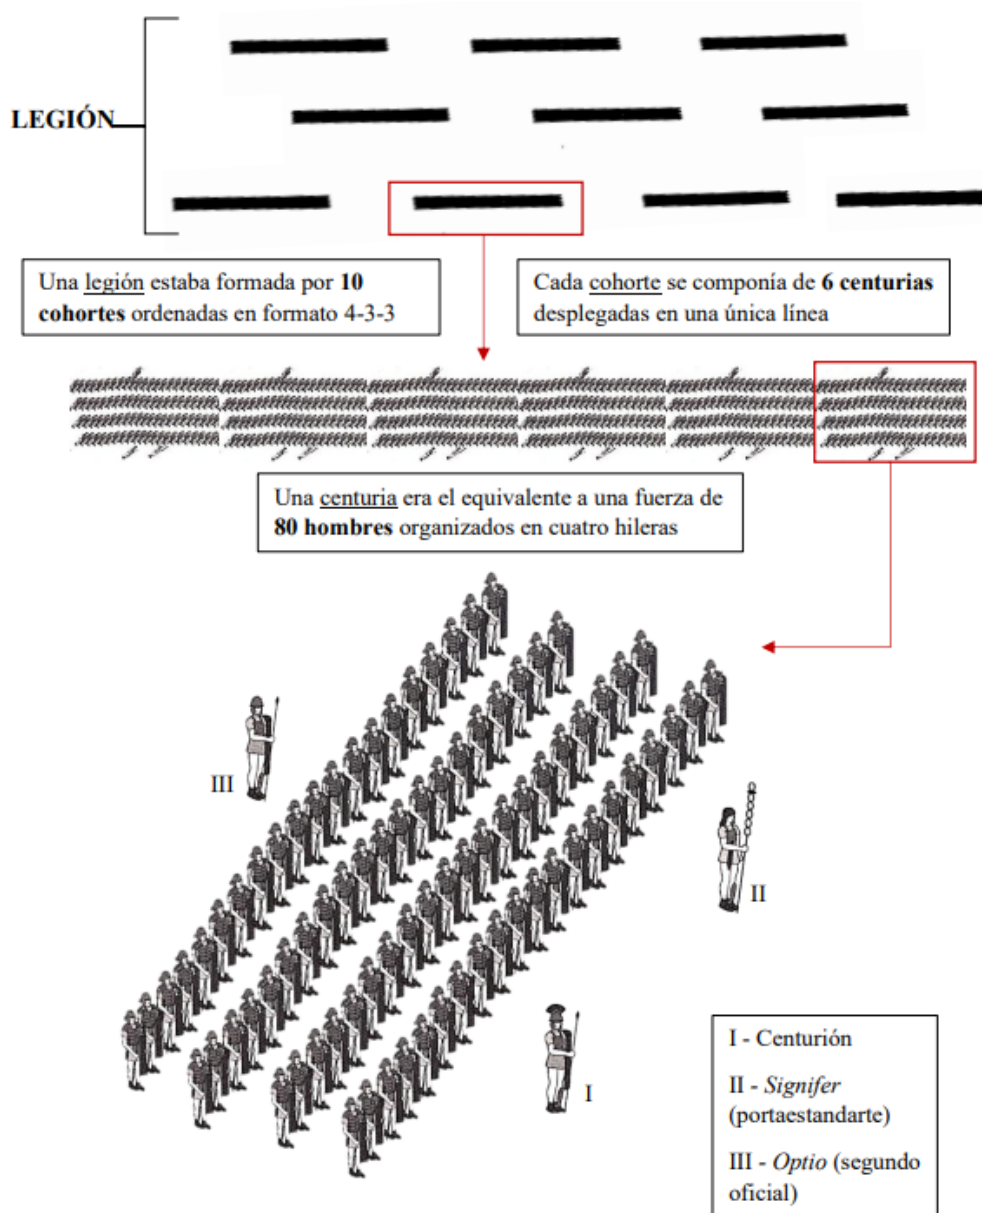 LEGIÓN
Una legión estaba formada por 10
cohortes ordenadas en formato 4-3-3
Cada cohorte se componía de 6 centurias
desplegadas en una única línea
Una centuria era el equivalente a una fuerza de
80 hombres organizados en cuatro hileras
III
II
I
I - Centurión
II - Signifer
(portaestandarte)
III - Optio (segundo
oficial)